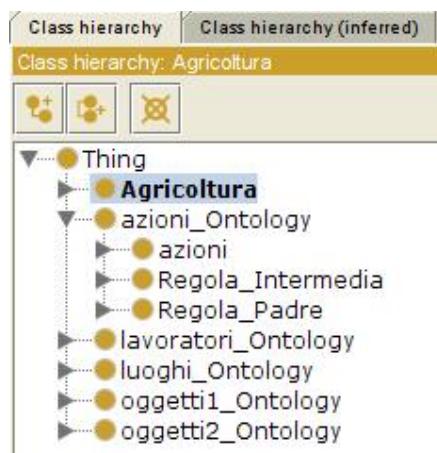 Class hierarchy Class hierarchy (inferred)
Class hierarchy: Agricoltura
Thing
Agricoltura
azioni_Ontology
azioni
Regola_Intermedia
Regola_Padre
lavoratori_Ontology
luoghi_Ontology
oggetti1_Ontology
oggetti2_Ontology